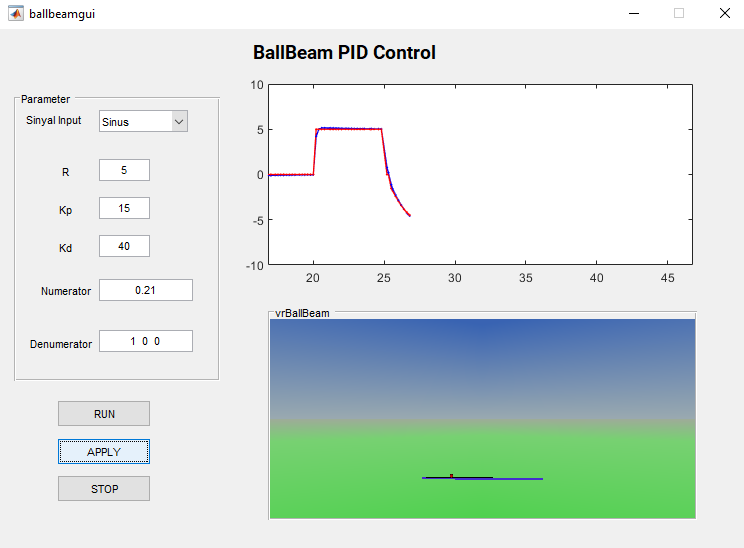 ballbeamgui
BallBeam PID Control
Parameter
Sinyal Input Sinus
R 5
Kp 15
Kd 40
Numerator 0.21
Denumerator 1 0 0
RUN
APPLY
STOP
10
5
0
-5
-10
20 25 30 35 40 45
vrBallBeam